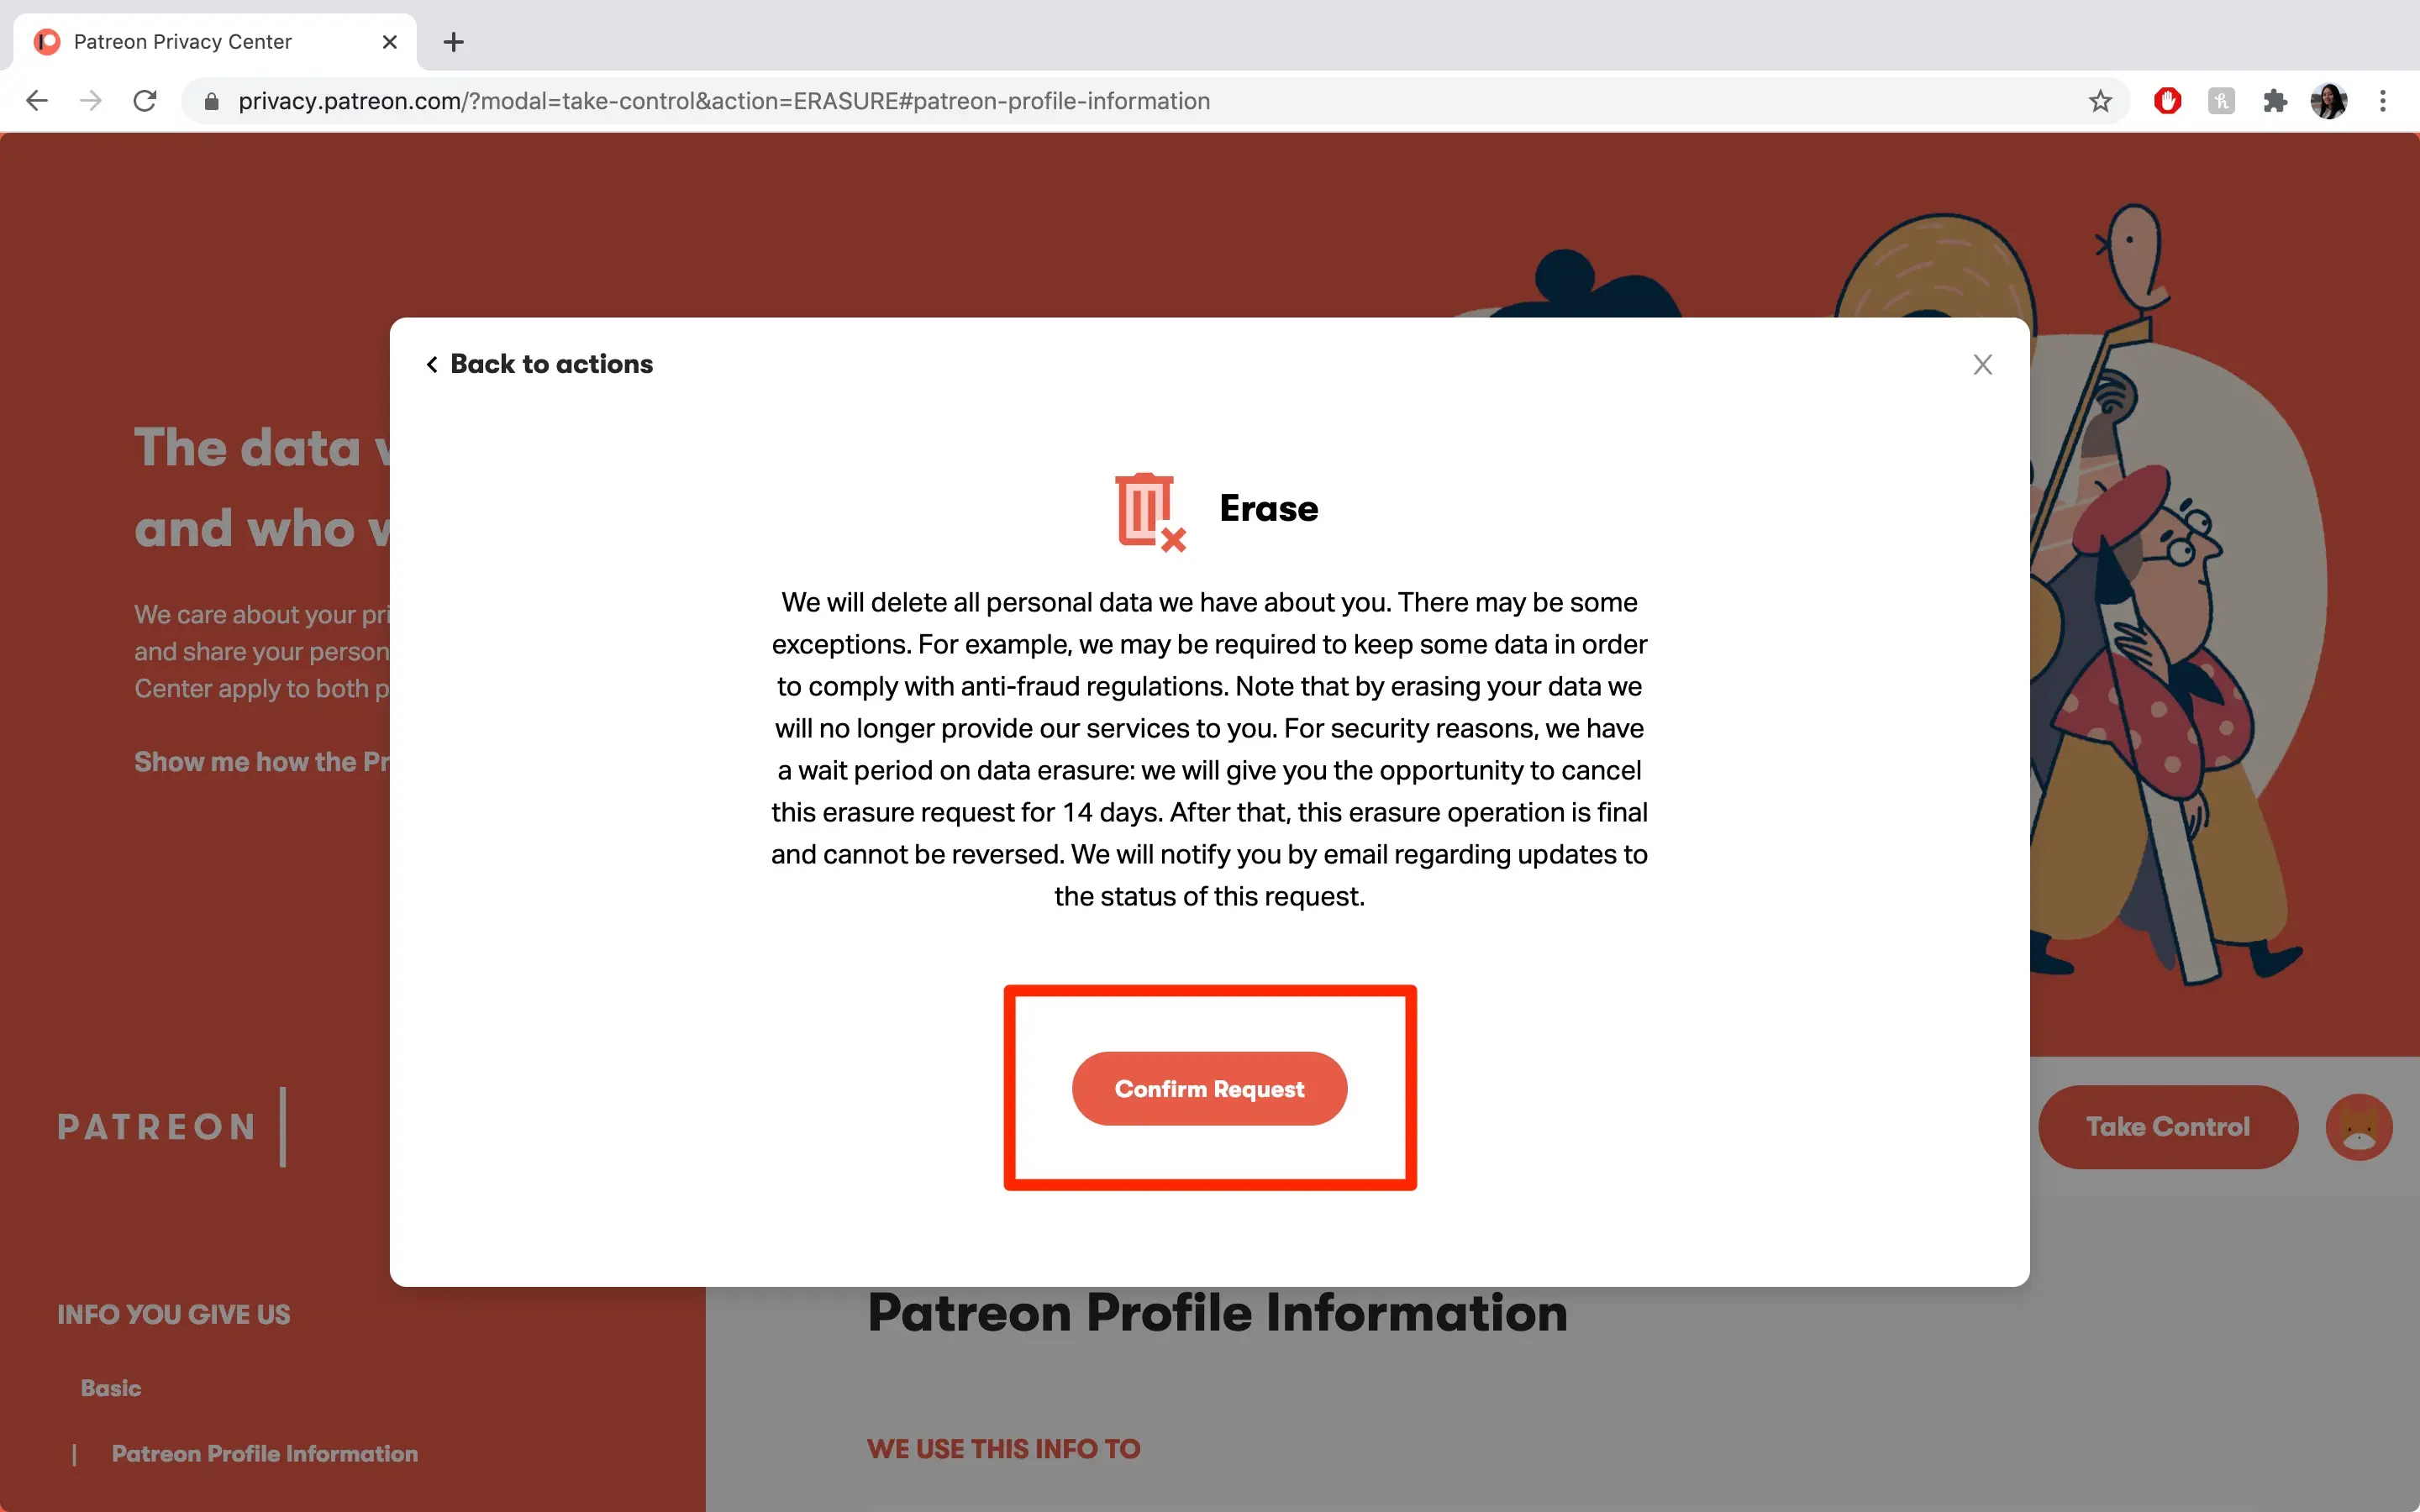 Patreon Privacy Center
privacy.patreon.com/?modal=take-control&action=ERASURE#patreon-profile-information
The data
and who
We care about your pri
and share your person
Center apply to both p
Show me how the Pr
Back to actions
X
Erase
We will delete all personal data we have about you. There may be some
exceptions. For example, we may be required to keep some data in order
to comply with anti-fraud regulations. Note that by erasing your data we
will no longer provide our services to you. For security reasons, we have
a wait period on data erasure: we will give you the opportunity to cancel
this erasure request for 14 days. After that, this erasure operation is final
and cannot be reversed. We will notify you by email regarding updates to
the status of this request.
Confirm Request
PATREON
Take Control
INFO YOU GIVE US
Basic
Patreon Profile Information
Patreon Profile Information
WE USE THIS INFO TO